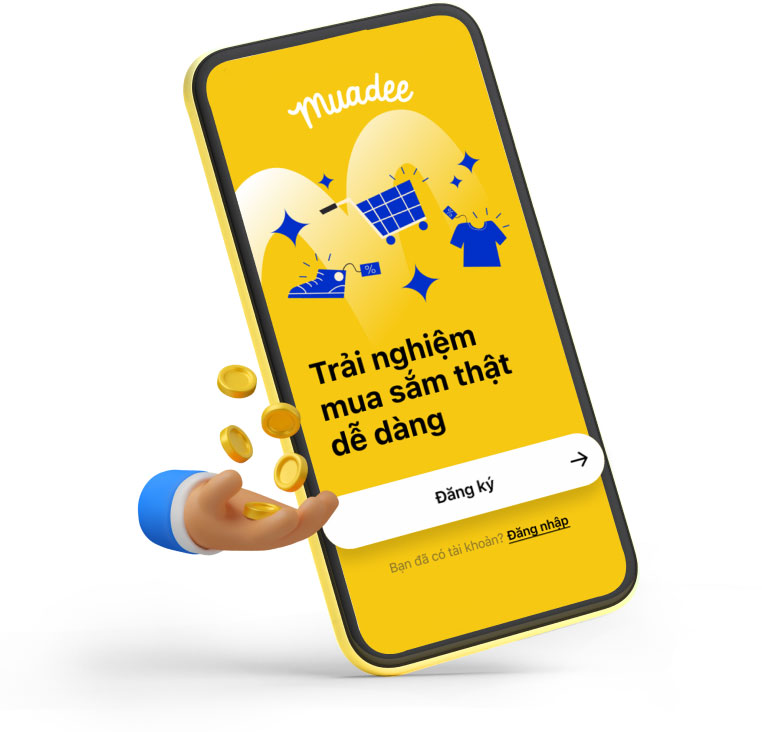 muadee
%
%
Trải nghiệm
mua sắm thật
dễ dàng
Đăng ký
Bạn đã có tài khoản? Đăng nhập